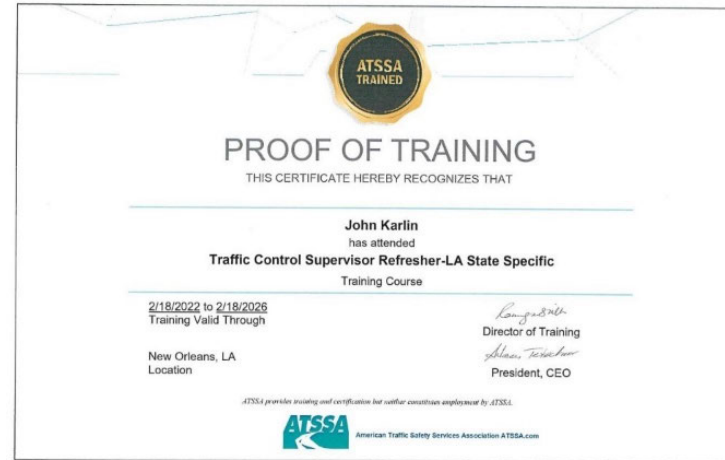 ATSSA
TRAINED
PROOF OF TRAINING
THIS CERTIFICATE HEREBY RECOGNIZES THAT
John Karlin
has attended
Traffic Control Supervisor Refresher-LA State Specific
Training Course
2/18/2022 to 2/18/2026
Training Valid Through
Director of Training
New Orleans, LA
Location
President, CEO
ATSSA provides training and certification but neither constitutes employment by ATSSA.
ATSSA
American Traffic Safety Services Association ATSSA.com